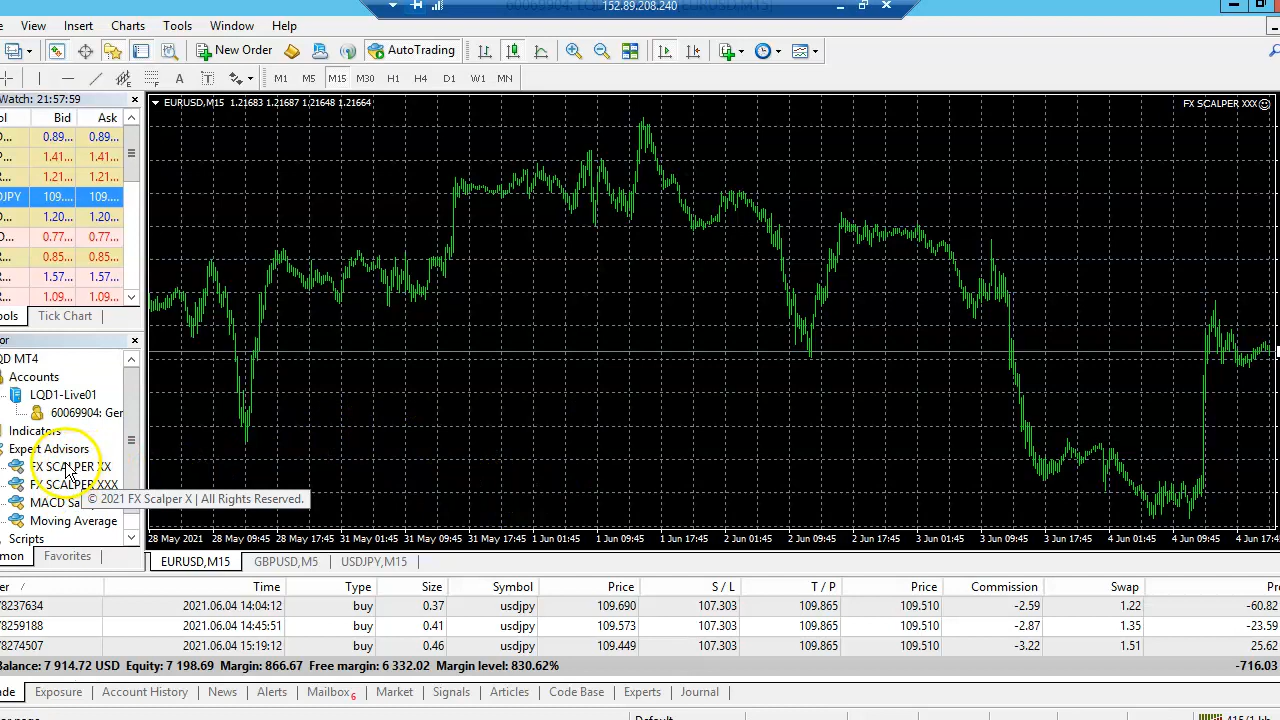 152.89.208.240
View Insert Charts Tools Window Help
New Order AutoTrading
A T M1 M5 M15 M30 H1 H4 D1 W1 MN
Watch: 21:57:59
Bid Ask
EURUSD,M15 1.21683 1.21687 1.21648 1.21664
FX SCALPER XXX
0.89... 0.89...
1.41... 1.41...
1.21... 1.21...
DJPY 109.... 109....
1.20... 1.20...
0.77... 0.77...
0.85... 0.85...
1.57... 1.57...
1.09... 1.09...
Tick Chart
MT4
Accounts
LQD1-Live01
60069904: Ger
Indicators
Expert Advisors
FX SCALPER XX
FX SCALPER XXX
MACD Sa
© 2021 FX Scalper X | All Rights Reserved.
Moving Average
Scripts
Favorites
28 May 2021 28 May 09:45 28 May 17:45 31 May 01:45 31 May 09:45 31 May 17:45 1 Jun 01:45 1 Jun 09:45 1 Jun 17:45 2 Jun 01:45 2 Jun 09:45 2 Jun 17:45 3 Jun 01:45 3 Jun 09:45 3 Jun 17:45 4 Jun 01:45 4 Jun 09:45 4 Jun 17:45
EURUSD,M15 GBPUSD,M5 USDJPY,M15
er / Time Type Size Symbol Price S / L T / P Price Commission Swap Pro
78237634 2021.06.04 14:04:12 buy 0.37 usdjpy 109.690 107.303 109.865 109.510 -2.59 1.22 -60.82
78259188 2021.06.04 14:45:51 buy 0.41 usdjpy 109.573 107.303 109.865 109.510 -2.87 1.35 -23.59
78274507 2021.06.04 15:19:12 buy 0.46 usdjpy 109.449 107.303 109.865 109.510 -3.22 1.51 25.62
Balance: 7 914.72 USD Equity: 7 198.69 Margin: 866.67 Free margin: 6 332.02 Margin level: 830.62% -716.03
ade Exposure Account History News Alerts Mailbox 6 Market Signals Articles Code Base Experts Journal
Default